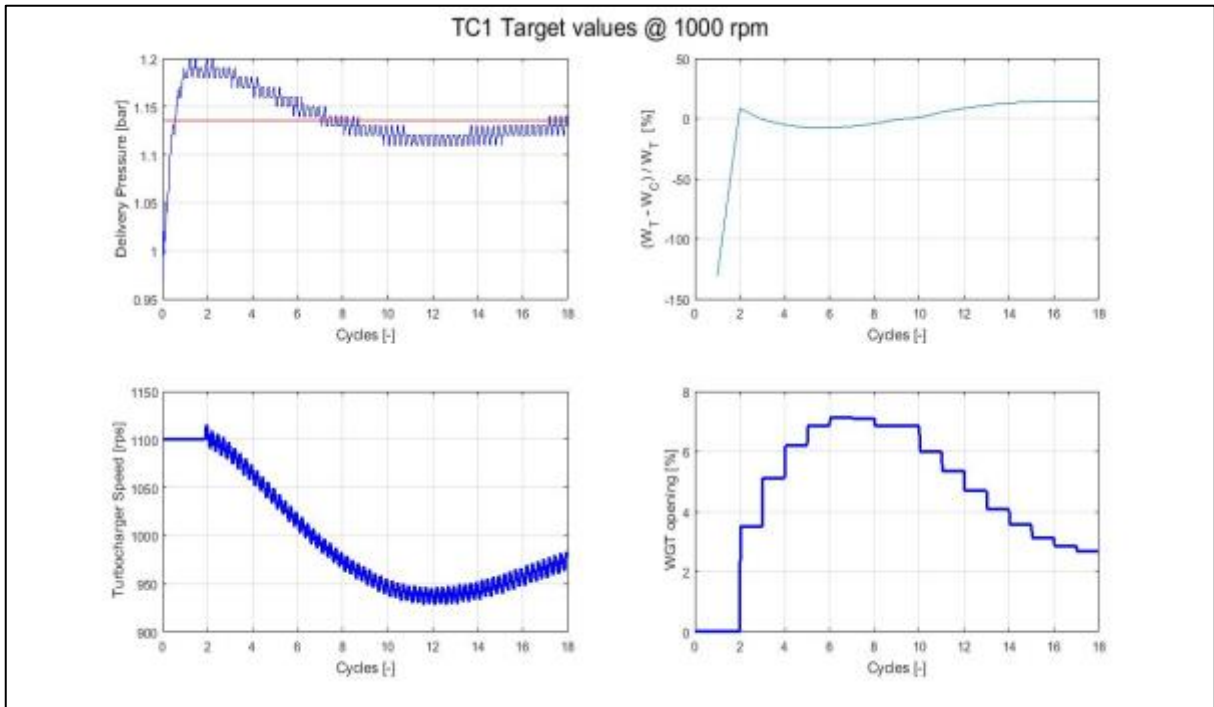 TC1 Target values @ 1000 rpm
Delivery Pressure [bar]
1.2
1.15
1.1
1.05
1
0.95
0 2 4 6 8 10 12 14 16 18
Cycles [-]
(W_T - W_C) / W_T [%]
50
0
-50
-100
-150
0 2 4 6 8 10 12 14 16 18
Cycles [-]
Turbocharger Speed [rps]
1150
1100
1050
1000
950
900
0 2 4 6 8 10 12 14 16 18
Cycles [-]
WGT opening [%]
8
6
4
2
0
0 2 4 6 8 10 12 14 16 18
Cycles [-]